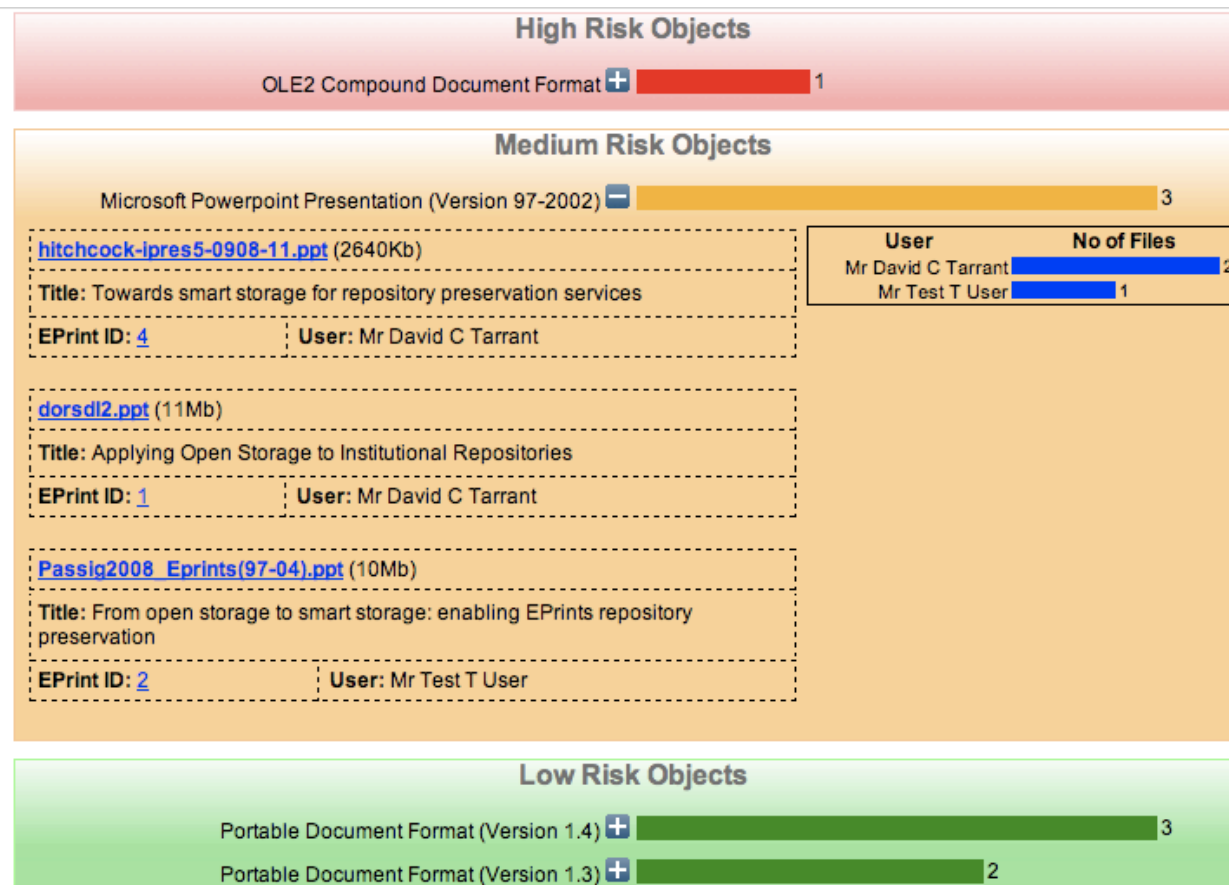 High Risk Objects
OLE2 Compound Document Format 1
Medium Risk Objects
Microsoft Powerpoint Presentation (Version 97-2002) 3
hitchcock-ipres5-0908-11.ppt (2640Kb)
Title: Towards smart storage for repository preservation services
EPrint ID: 4 User: Mr David C Tarrant
User No of Files
Mr David C Tarrant 2
Mr Test T User 1
dorsdl2.ppt (11Mb)
Title: Applying Open Storage to Institutional Repositories
EPrint ID: 1 User: Mr David C Tarrant
Passig2008_Eprints(97-04).ppt (10Mb)
Title: From open storage to smart storage: enabling EPrints repository
preservation
EPrint ID: 2 User: Mr Test T User
Low Risk Objects
Portable Document Format (Version 1.4) 3
Portable Document Format (Version 1.3) 2